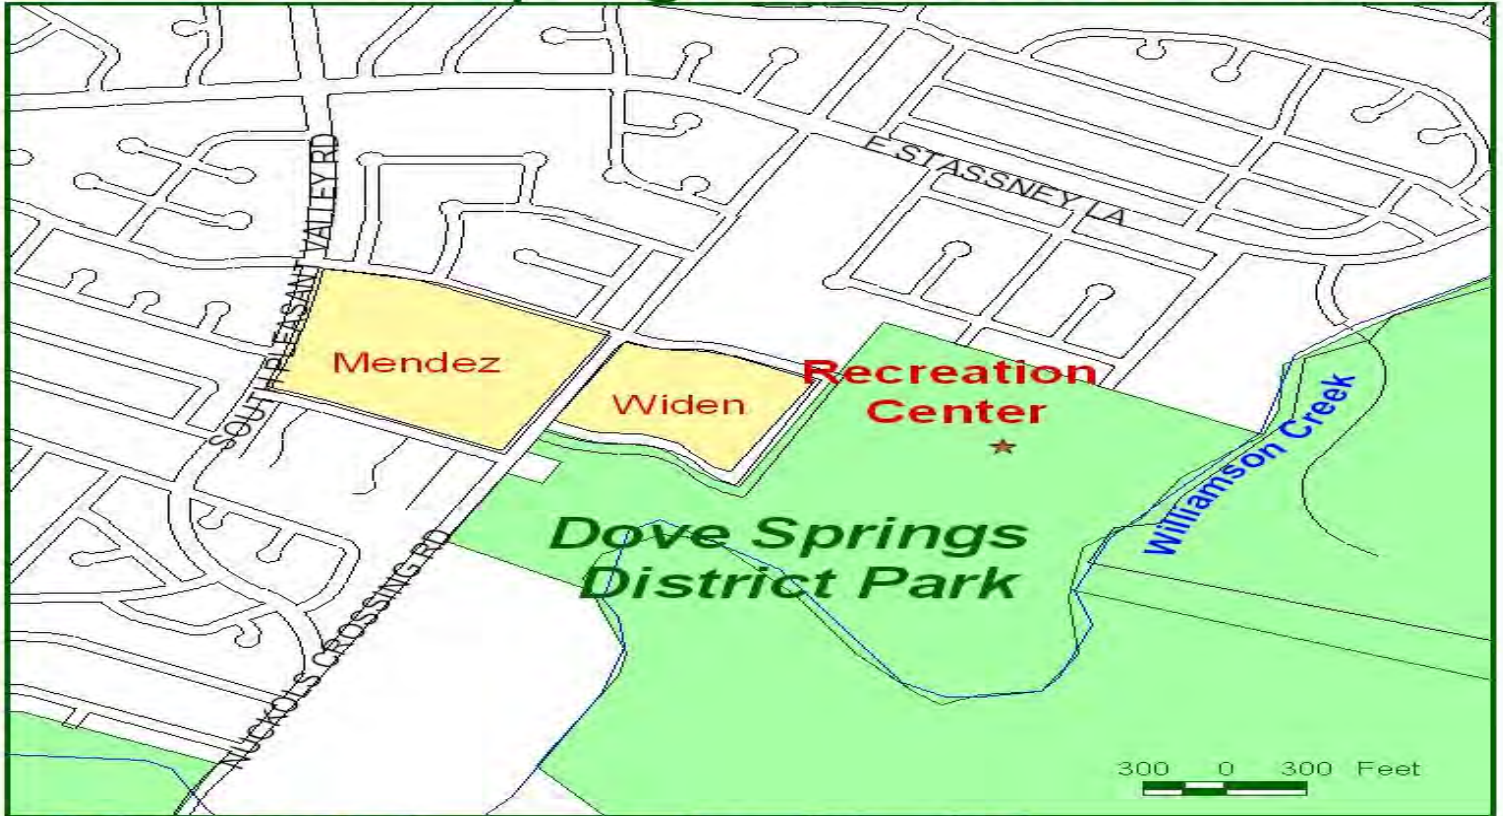 E STASSNEY LA
SOUTH PLEASANT VALLEY RD
Mendez
Widen
Recreation
Center
Williamson Creek
Dove Springs
District Park
NUCKOLS CROSSING RD
300 0 300 Feet